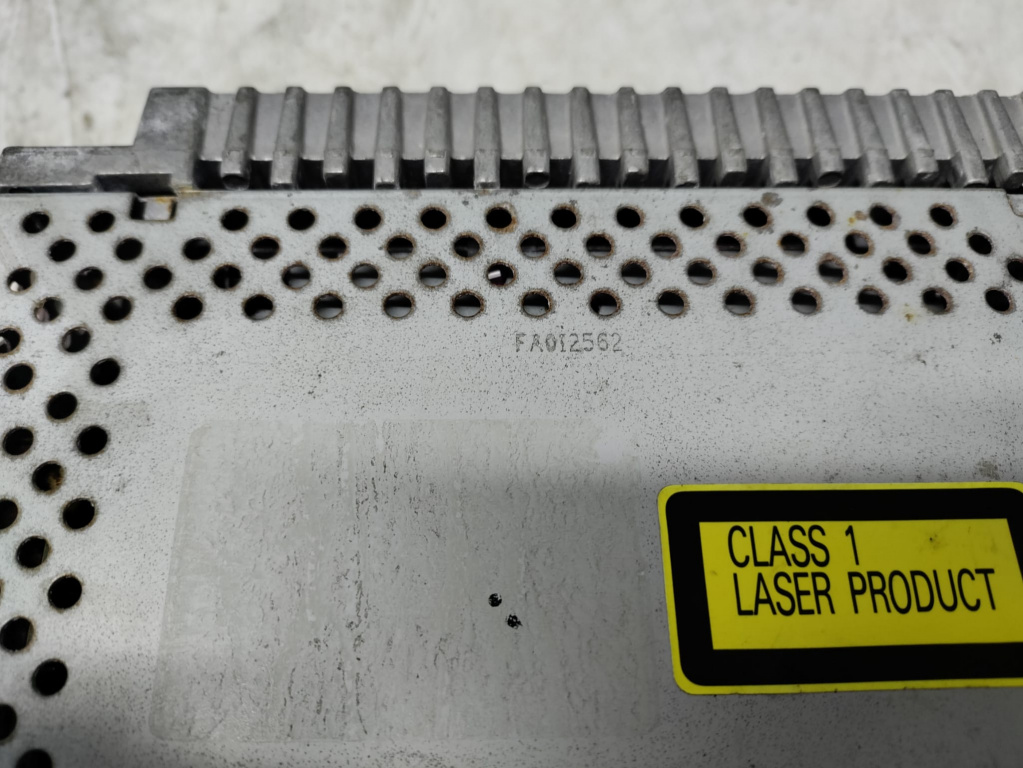 FA012562
CLASS 1
LASER PRODUCT